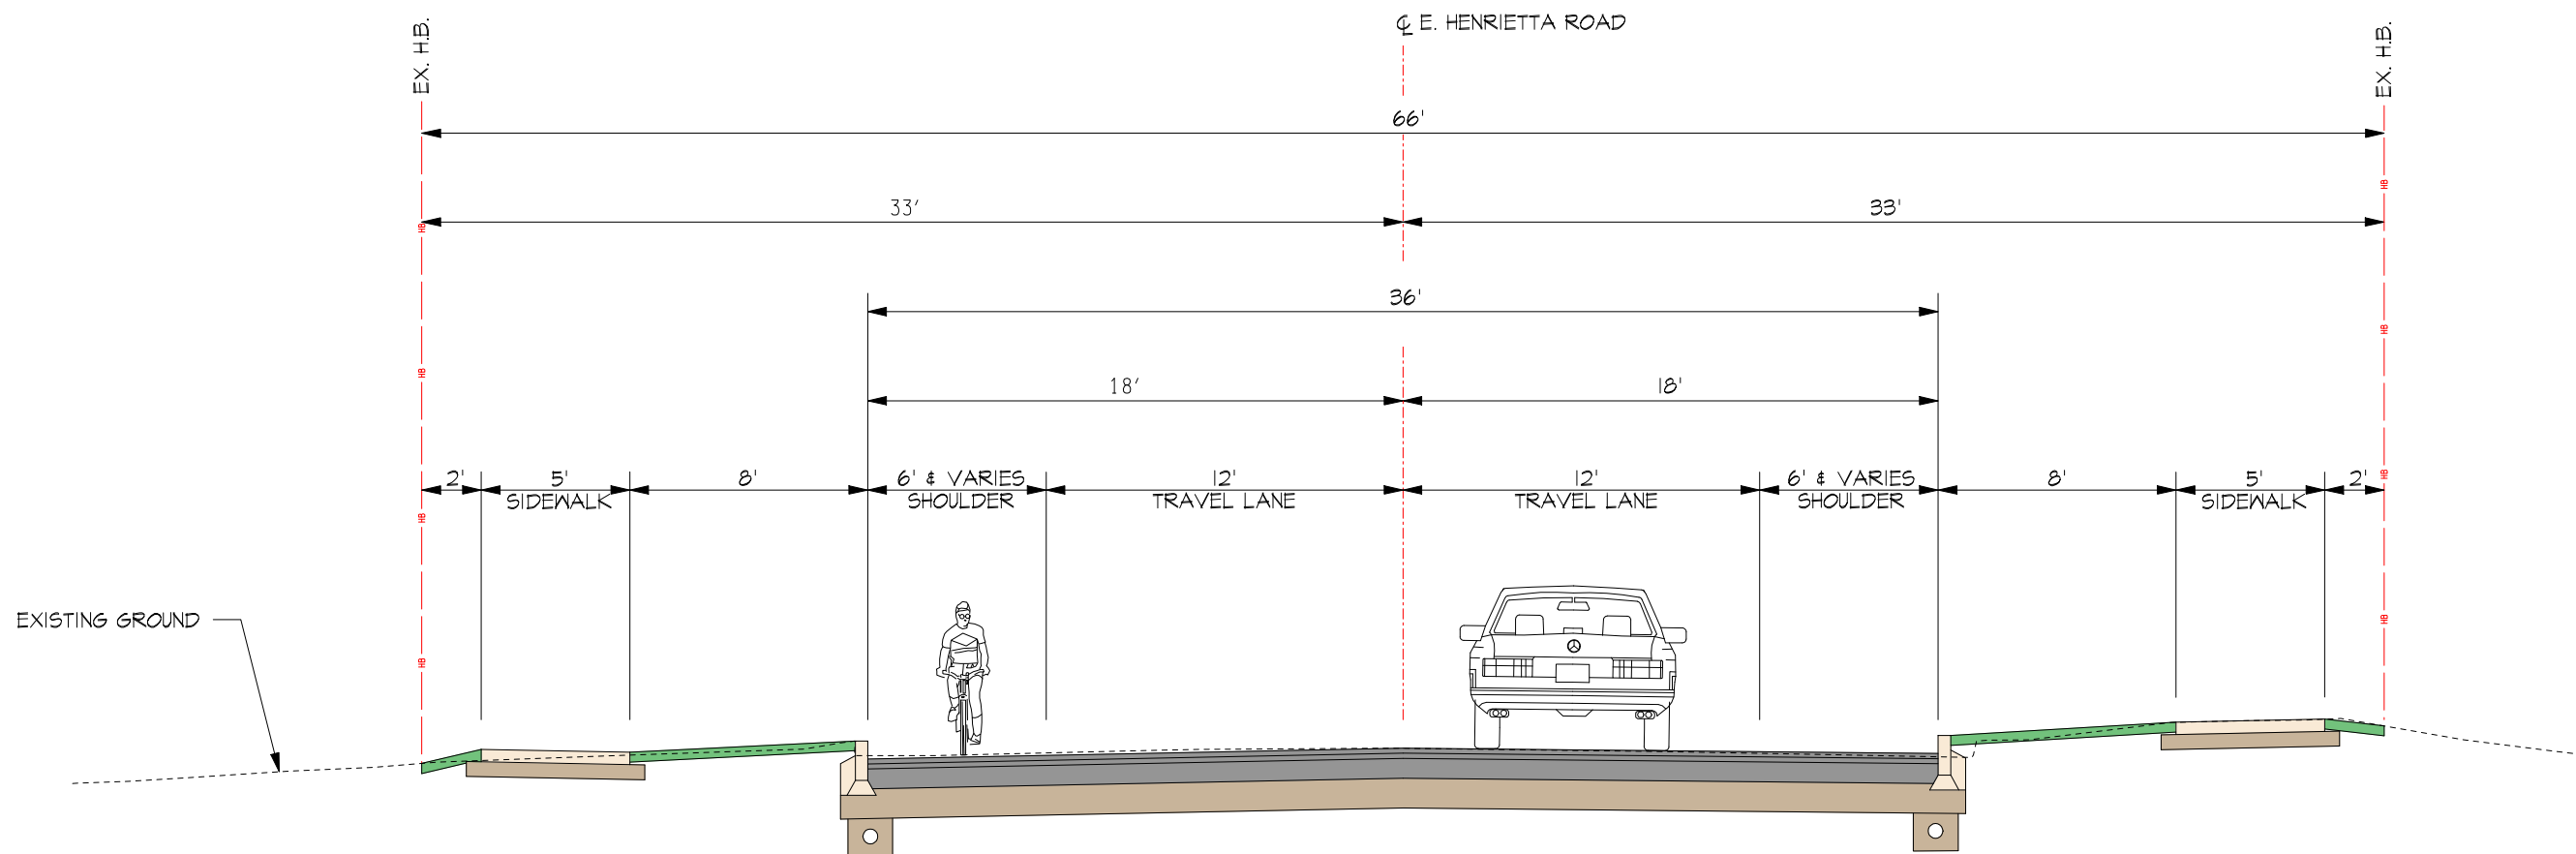 EX. H.B.
℄ E. HENRIETTA ROAD
EX. H.B.
66'
33'
33'
36'
18'
18'
2'
5'
SIDEWALK
8'
6' & VARIES
SHOULDER
12'
TRAVEL LANE
12'
TRAVEL LANE
6' & VARIES
SHOULDER
8'
5'
SIDEWALK
2'
EXISTING GROUND
HB
HB
HB
HB
HB
HB
HB
HB